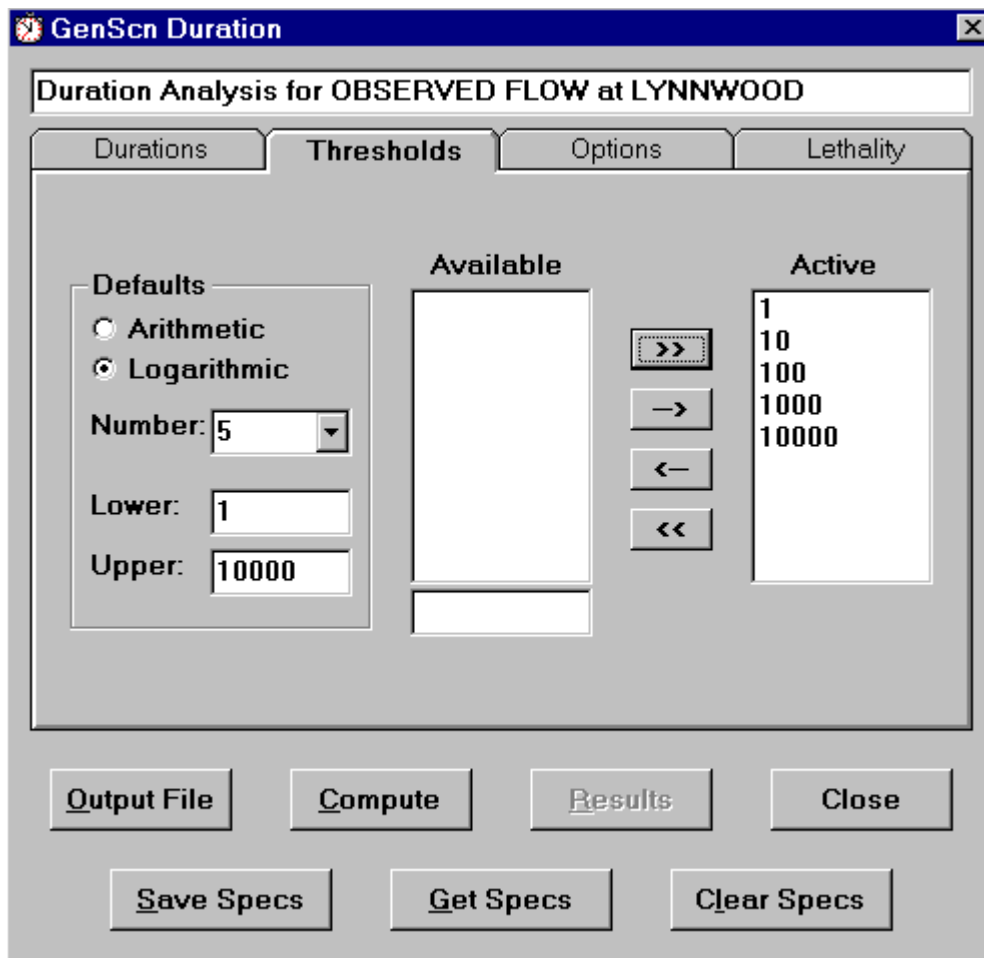 GenScn Duration
Duration Analysis for OBSERVED FLOW at LYNNWOOD
Durations
Thresholds
Options
Lethality
Defaults
Arithmetic
Logarithmic
Number: 5
Lower: 1
Upper: 10000
Available
>>
—>
<—
<<
Active
1
10
100
1000
10000
Output File
Compute
Results
Close
Save Specs
Get Specs
Clear Specs